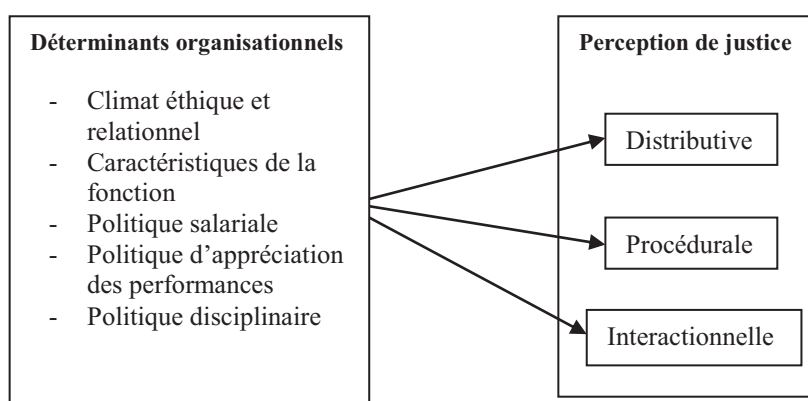 Déterminants organisationnels
- Climat éthique et
relationnel
- Caractéristiques de la
fonction
- Politique salariale
- Politique d’appréciation
des performances
- Politique disciplinaire
Perception de justice
Distributive
Procédurale
Interactionnelle